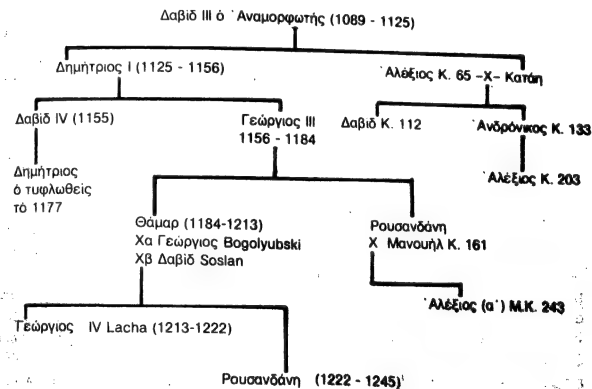 Δαβίδ III ὁ Ἀναμορφωτής (1089 - 1125)
Δημήτριος I (1125 - 1156)
Ἀλέξιος Κ. 65 -Χ- Κατάη
Δαβίδ IV (1155)
Γεώργιος III
1156 - 1184
Δαβίδ Κ. 112
Ἀνδρόνικος Κ. 133
Δημήτριος
ὁ τυφλωθείς
τό 1177
Ἀλέξιος Κ. 203
Θάμαρ (1184-1213)
Χα Γεώργιος Bogolyubski
Χβ Δαβίδ Soslan
Ρουσανδάνη
Χ Μανουήλ Κ. 161
Ἀλέξιος (α΄) Μ.Κ. 243
Γεώργιος IV Lacha (1213-1222)
Ρουσανδάνη (1222 - 1245)